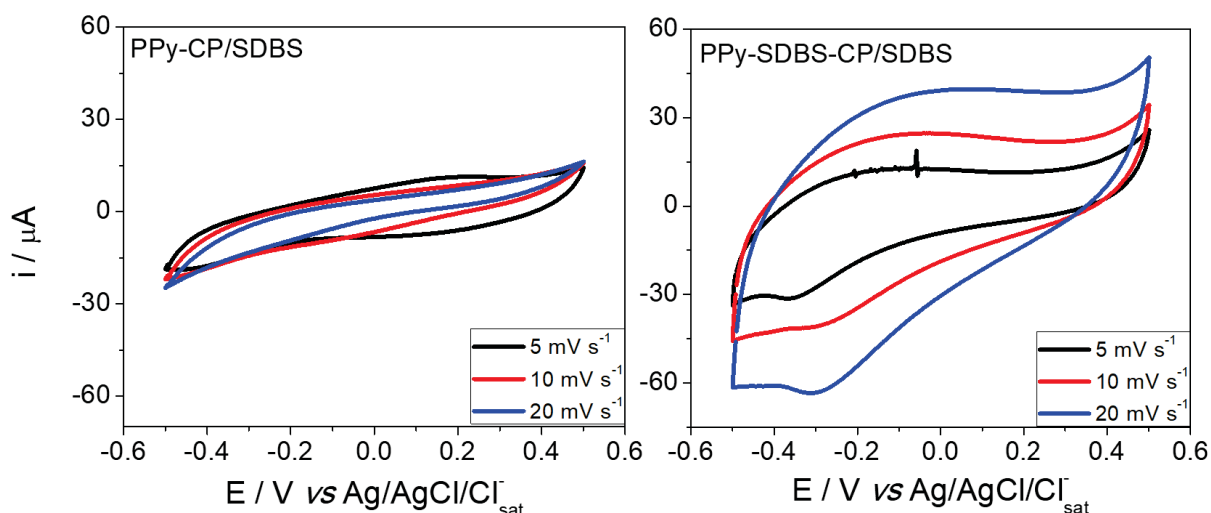 PPy-CP/SDBS
i / μA
60
30
0
-30
-60
5 mV s⁻¹
10 mV s⁻¹
20 mV s⁻¹
-0.6
-0.4
-0.2
0.0
0.2
0.4
0.6
E / V vs Ag/AgCl/Cl⁻sat
PPy-SDBS-CP/SDBS
60
30
0
-30
-60
5 mV s⁻¹
10 mV s⁻¹
20 mV s⁻¹
-0.6
-0.4
-0.2
0.0
0.2
0.4
0.6
E / V vs Ag/AgCl/Cl⁻sat